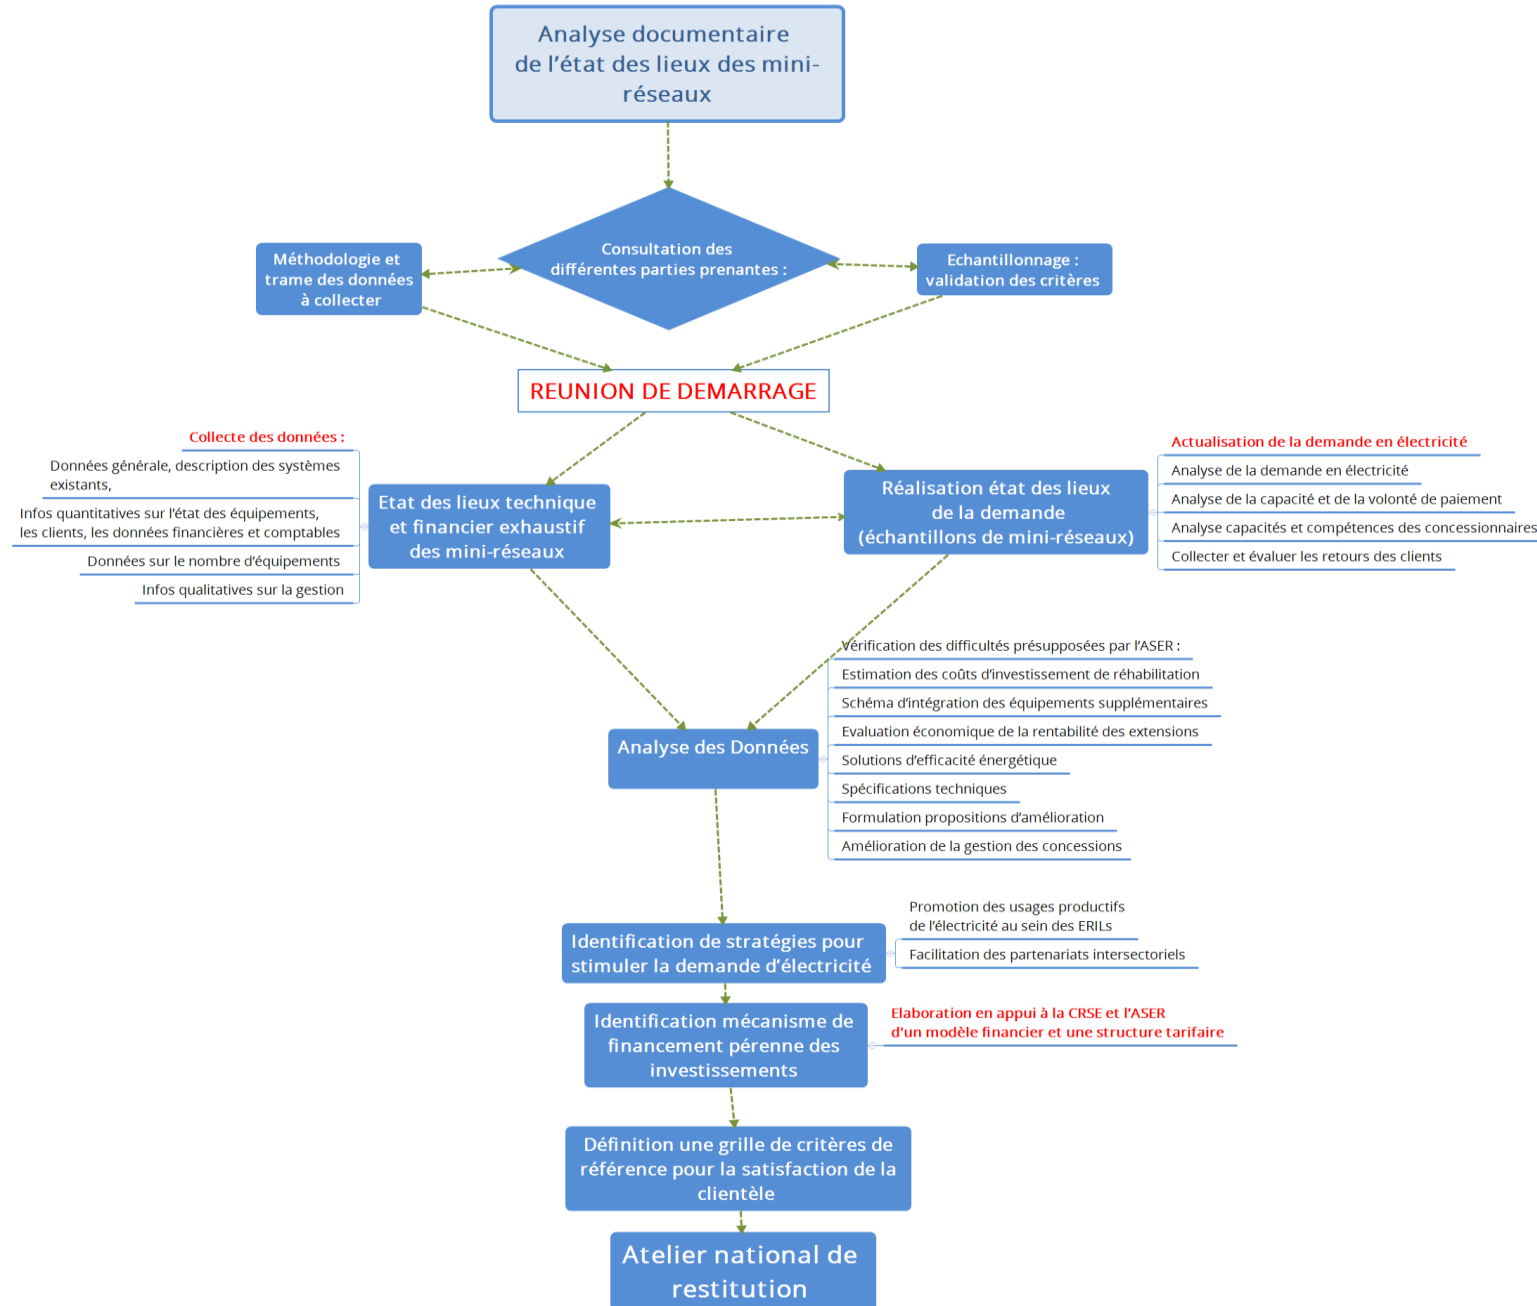 Analyse documentaire
de l’état des lieux des mini-
réseaux
Consultation des
différentes parties prenantes :
Méthodologie et
trame des données
à collecter
Echantillonnage :
validation des critères
REUNION DE DEMARRAGE
Collecte des données :
Données générale, description des systèmes
existants,
Infos quantitatives sur l’état des équipements,
les clients, les données financières et comptables
Données sur le nombre d’équipements
Infos qualitatives sur la gestion
Etat des lieux technique
et financier exhaustif
des mini-réseaux
Réalisation état des lieux
de la demande
(échantillons de mini-réseaux)
Actualisation de la demande en électricité
Analyse de la demande en électricité
Analyse de la capacité et de la volonté de paiement
Analyse capacités et compétences des concessionnaires
Collecter et évaluer les retours des clients
Analyse des Données
Vérification des difficultés présupposées par l’ASER :
Estimation des coûts d’investissement de réhabilitation
Schéma d’intégration des équipements supplémentaires
Evaluation économique de la rentabilité des extensions
Solutions d’efficacité énergétique
Spécifications techniques
Formulation propositions d’amélioration
Amélioration de la gestion des concessions
Identification de stratégies pour
stimuler la demande d’électricité
Promotion des usages productifs
de l’électricité au sein des ERILs
Facilitation des partenariats intersectoriels
Identification mécanisme de
financement pérenne des
investissements
Elaboration en appui à la CRSE et l’ASER
d'un modèle financier et une structure tarifaire
Définition une grille de critères de
référence pour la satisfaction de la
clientèle
Atelier national de
restitution